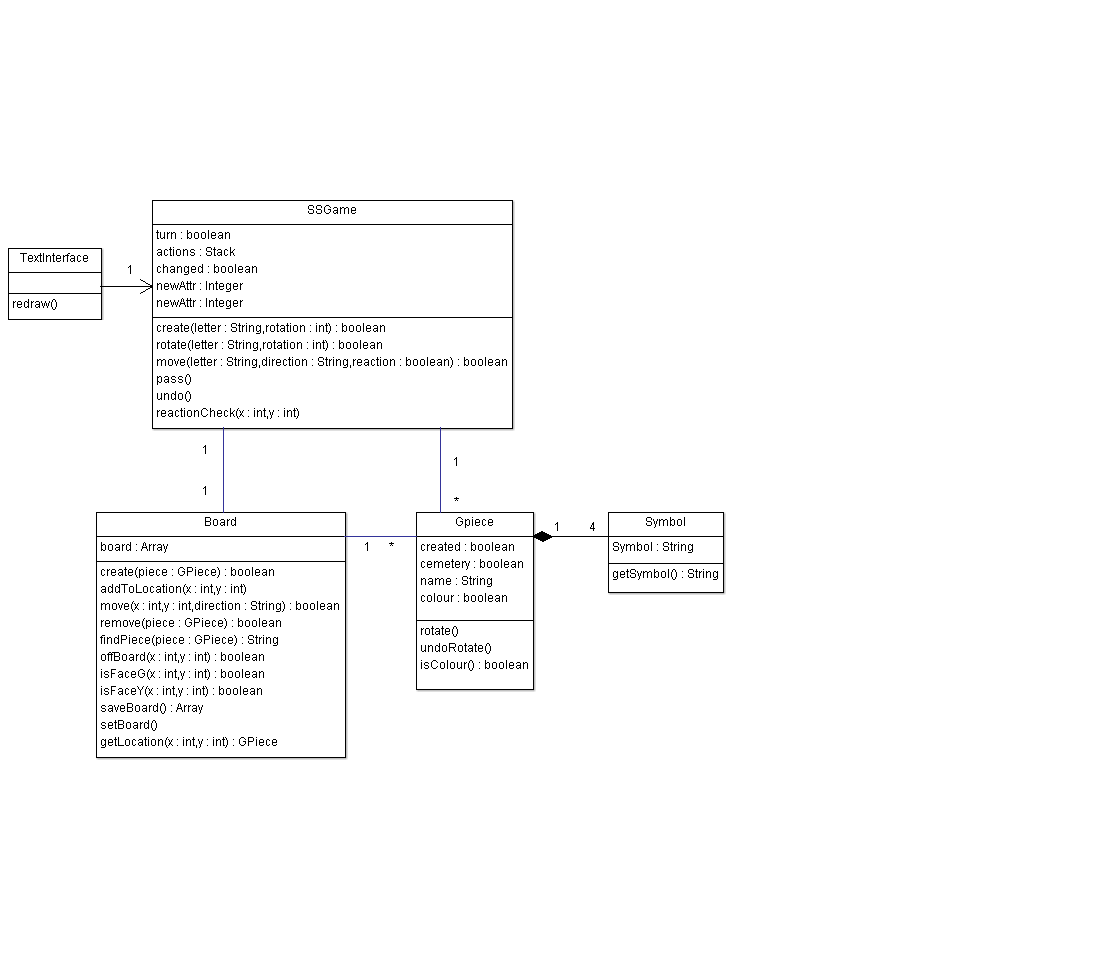 SSGame
turn : boolean
actions : Stack
changed : boolean
newAttr : Integer
newAttr : Integer
create(letter : String,rotation : int) : boolean
rotate(letter : String,rotation : int) : boolean
move(letter : String,direction : String,reaction : boolean) : boolean
pass()
undo()
reactionCheck(x : int,y : int)
TextInterface
redraw()
1
1
1
1
*
Board
board : Array
create(piece : GPiece) : boolean
addToLocation(x : int,y : int)
move(x : int,y : int,direction : String) : boolean
remove(piece : GPiece) : boolean
findPiece(piece : GPiece) : String
offBoard(x : int,y : int) : boolean
isFaceG(x : int,y : int) : boolean
isFaceY(x : int,y : int) : boolean
saveBoard() : Array
setBoard()
getLocation(x : int,y : int) : GPiece
1 *
Gpiece
created : boolean
cemetery : boolean
name : String
colour : boolean
rotate()
undoRotate()
isColour() : boolean
1 4
Symbol
Symbol : String
getSymbol() : String